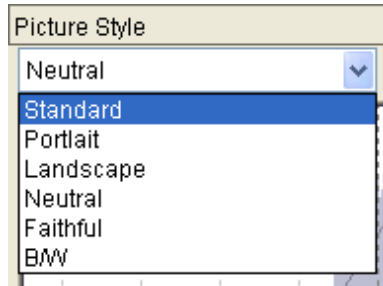 Picture Style
Neutral
Standard
Portlait
Landscape
Neutral
Faithful
B/W